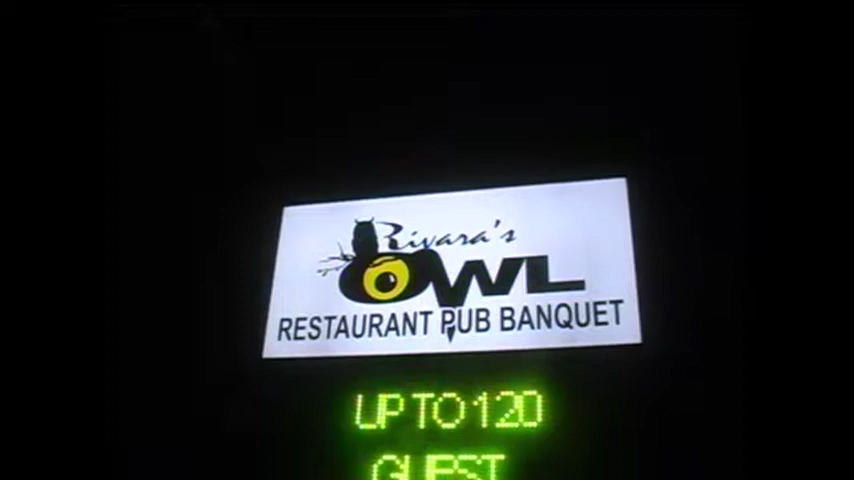 Rivara's
OWL
RESTAURANT PUB BANQUET
UP TO 120
GUEST